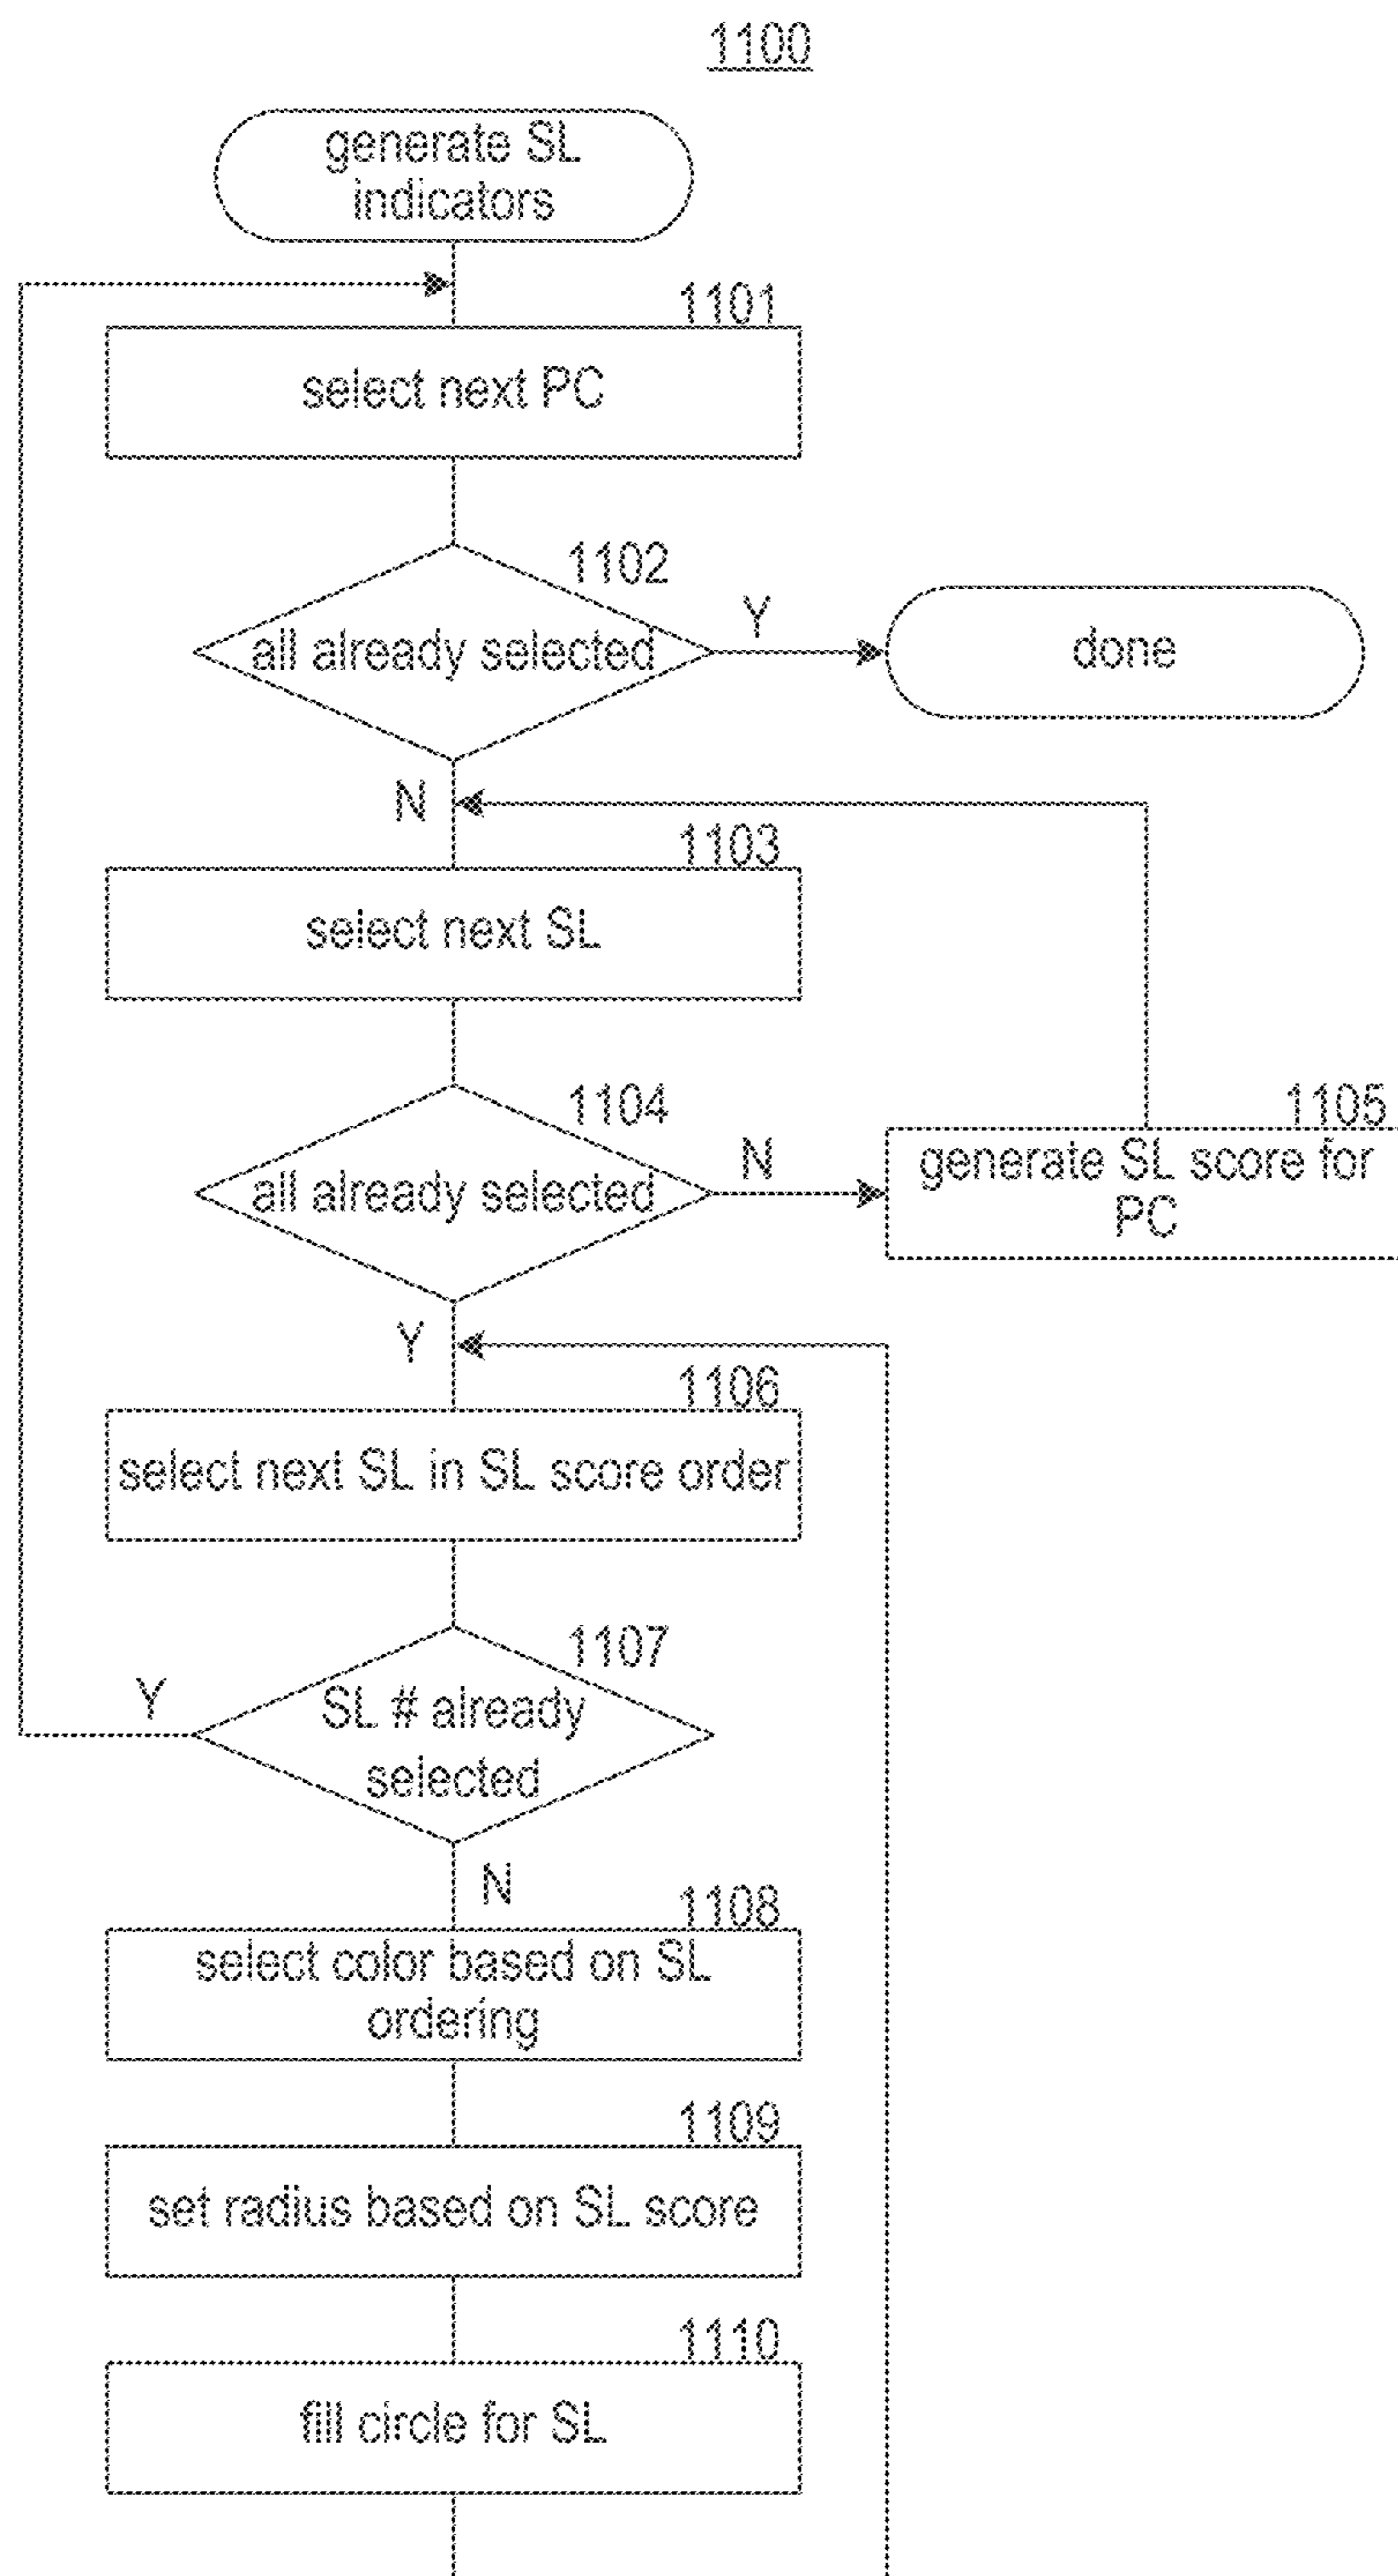 1100
generate SL
indicators
1101
select next PC
1102
all already selected
Y
done
N
1103
select next SL
1104
all already selected
N
1105
generate SL score for
PC
Y
1106
select next SL in SL score order
1107
SL # already
selected
Y
N
1108
select color based on SL
ordering
1109
set radius based on SL score
1110
fill circle for SL